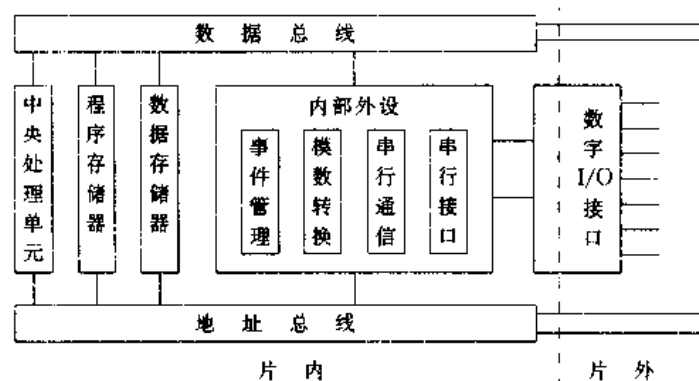 数据总线
中央处理单元
程序存储器
数据存储器
内部外设
事件管理
模数转换
串行通信
串行接口
数字I/O接口
地址总线
片内
片外